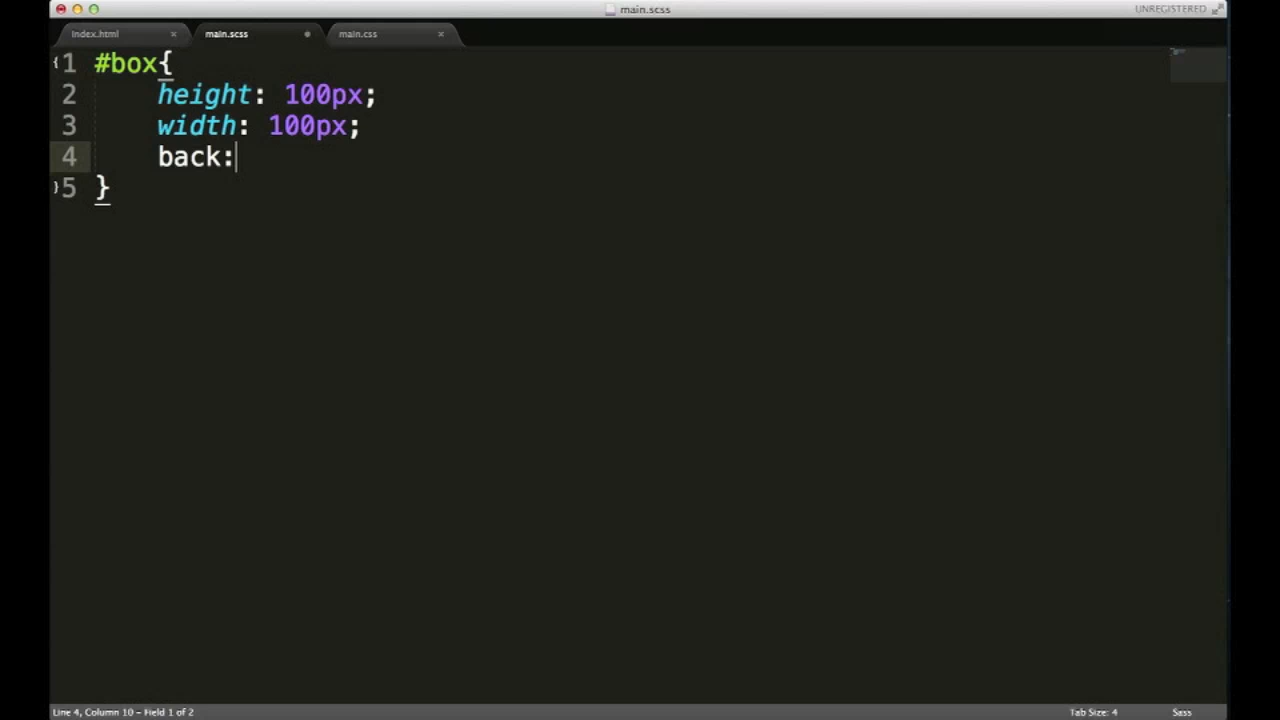 main.scss
UNREGISTERED
index.html × main.scss main.css ×
{1 #box{
2 height: 100px;
3 width: 100px;
4 back:
}5 }
Line 4, Column 10 – Field 1 of 2
Tab Size: 4 Sass